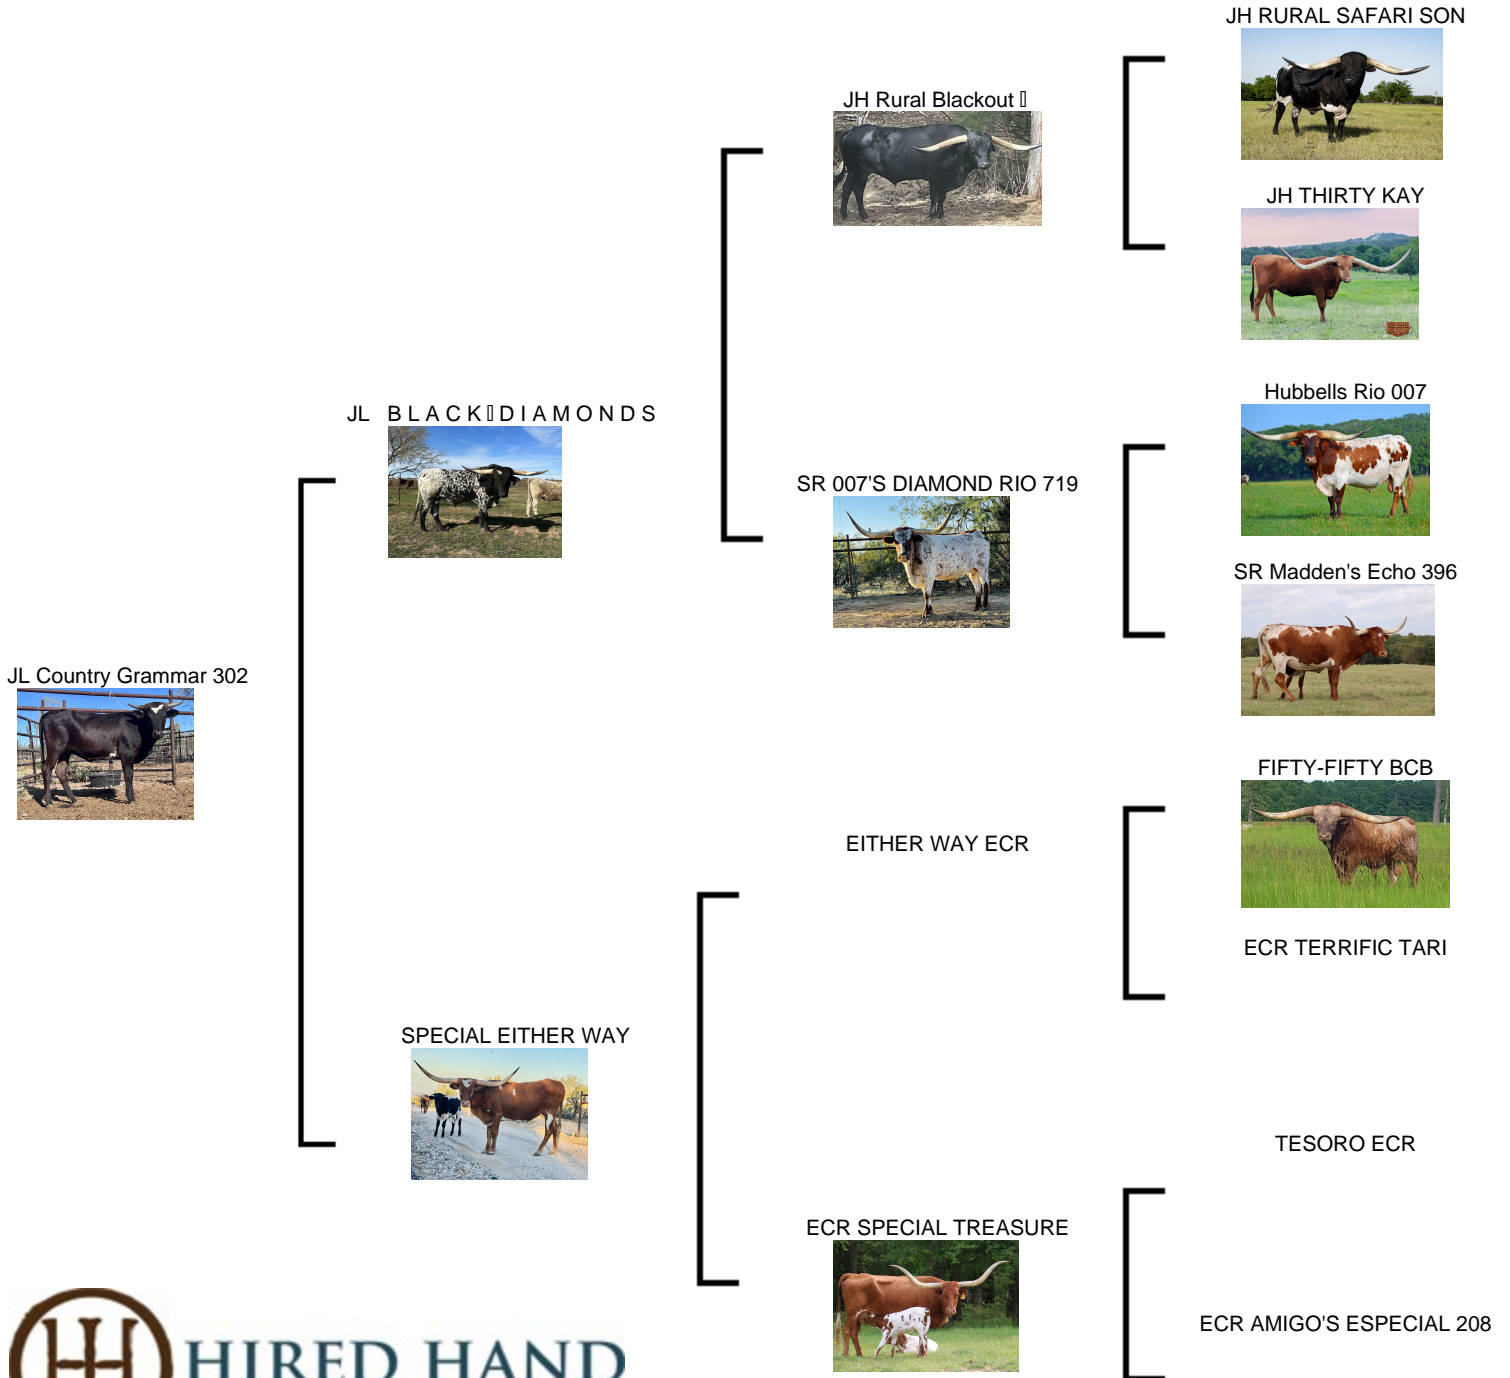 JH RURAL SAFARI SON
JH Rural Blackout
JH THIRTY KAY
Hubbells Rio 007
JL B L A C K D I A M O N D S
SR 007'S DIAMOND RIO 719
SR Madden's Echo 396
JL Country Grammar 302
FIFTY-FIFTY BCB
EITHER WAY ECR
ECR TERRIFIC TARI
SPECIAL EITHER WAY
TESORO ECR
ECR SPECIAL TREASURE
ECR AMIGO'S ESPECIAL 208
HIRED HAND